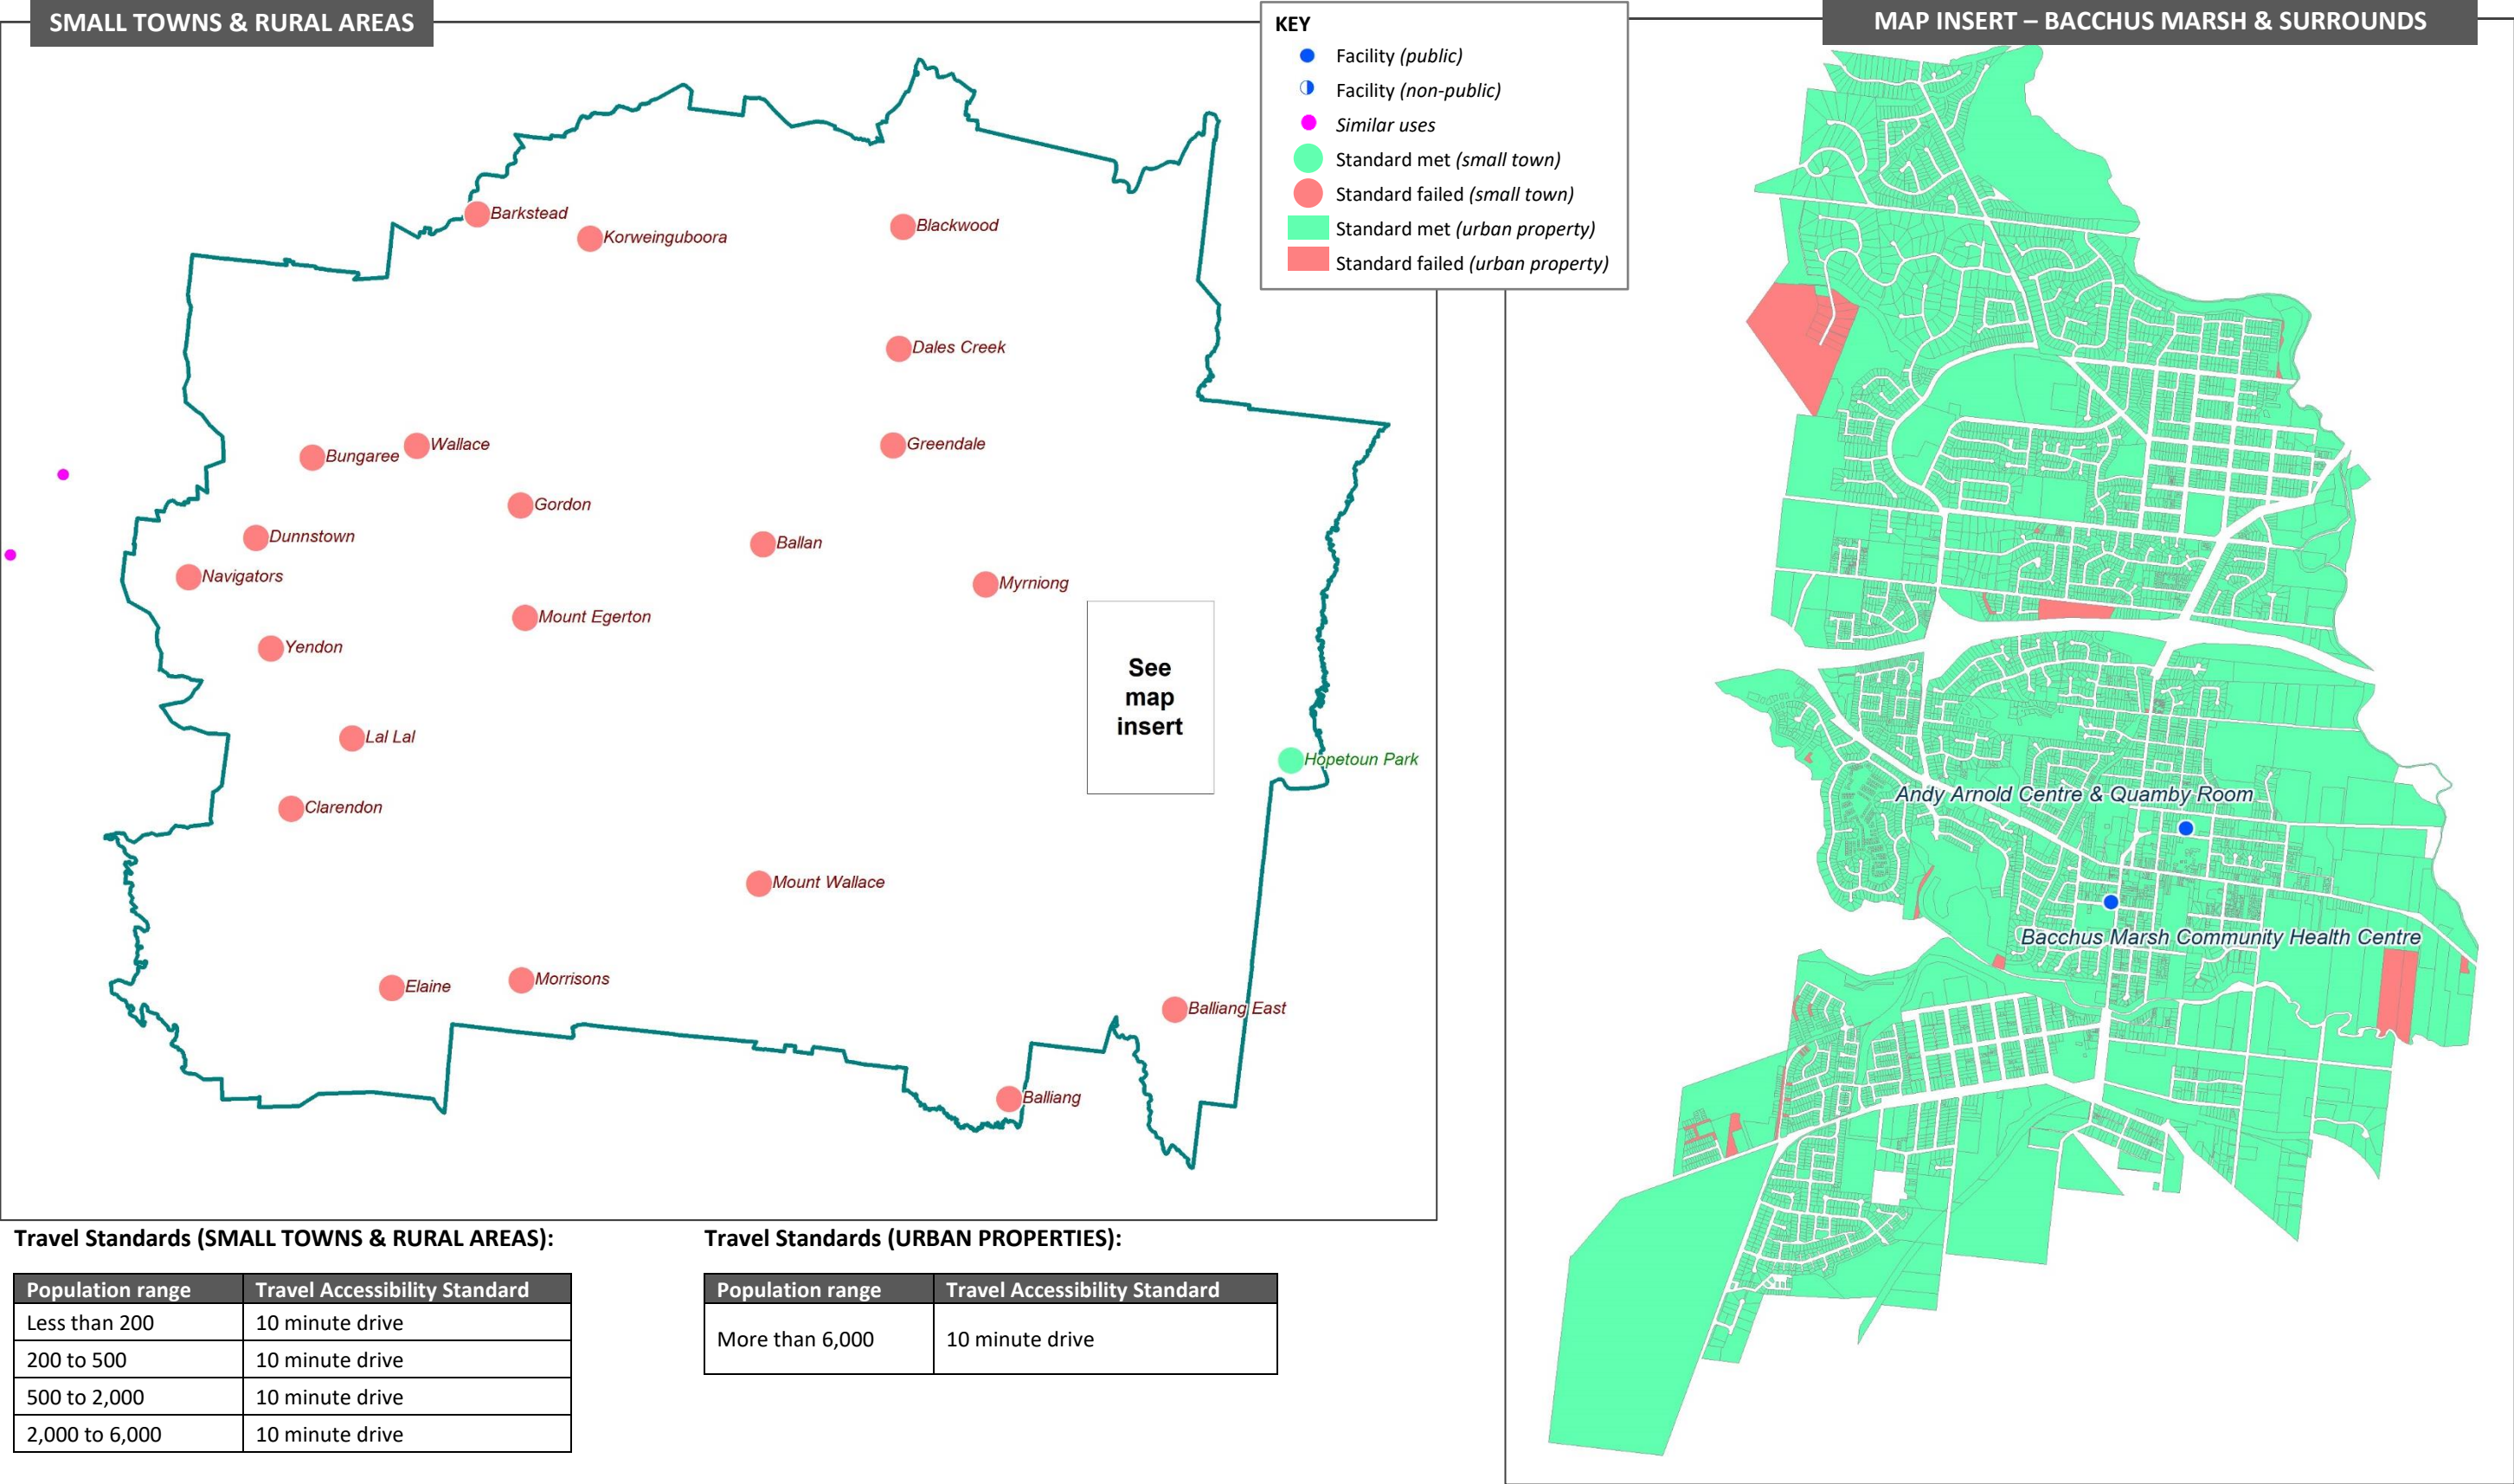 SMALL TOWNS & RURAL AREAS
KEY
Facility (public)
Facility (non-public)
Similar uses
Standard met (small town)
Standard failed (small town)
Standard met (urban property)
Standard failed (urban property)
MAP INSERT – BACCHUS MARSH & SURROUNDS
Barkstead
Korweinguboora
Blackwood
Dales Creek
Greendale
Wallace
Bungaree
Gordon
Dunnstown
Ballan
Navigators
Myrniong
Mount Egerton
Yendon
See
map
insert
Lal Lal
Hopetoun Park
Clarendon
Mount Wallace
Elaine
Morrisons
Balliang East
Balliang
Andy Arnold Centre & Quamby Room
Bacchus Marsh Community Health Centre
Travel Standards (SMALL TOWNS & RURAL AREAS):
Population range Travel Accessibility Standard
Less than 200 10 minute drive
200 to 500 10 minute drive
500 to 2,000 10 minute drive
2,000 to 6,000 10 minute drive
Travel Standards (URBAN PROPERTIES):
Population range Travel Accessibility Standard
More than 6,000 10 minute drive